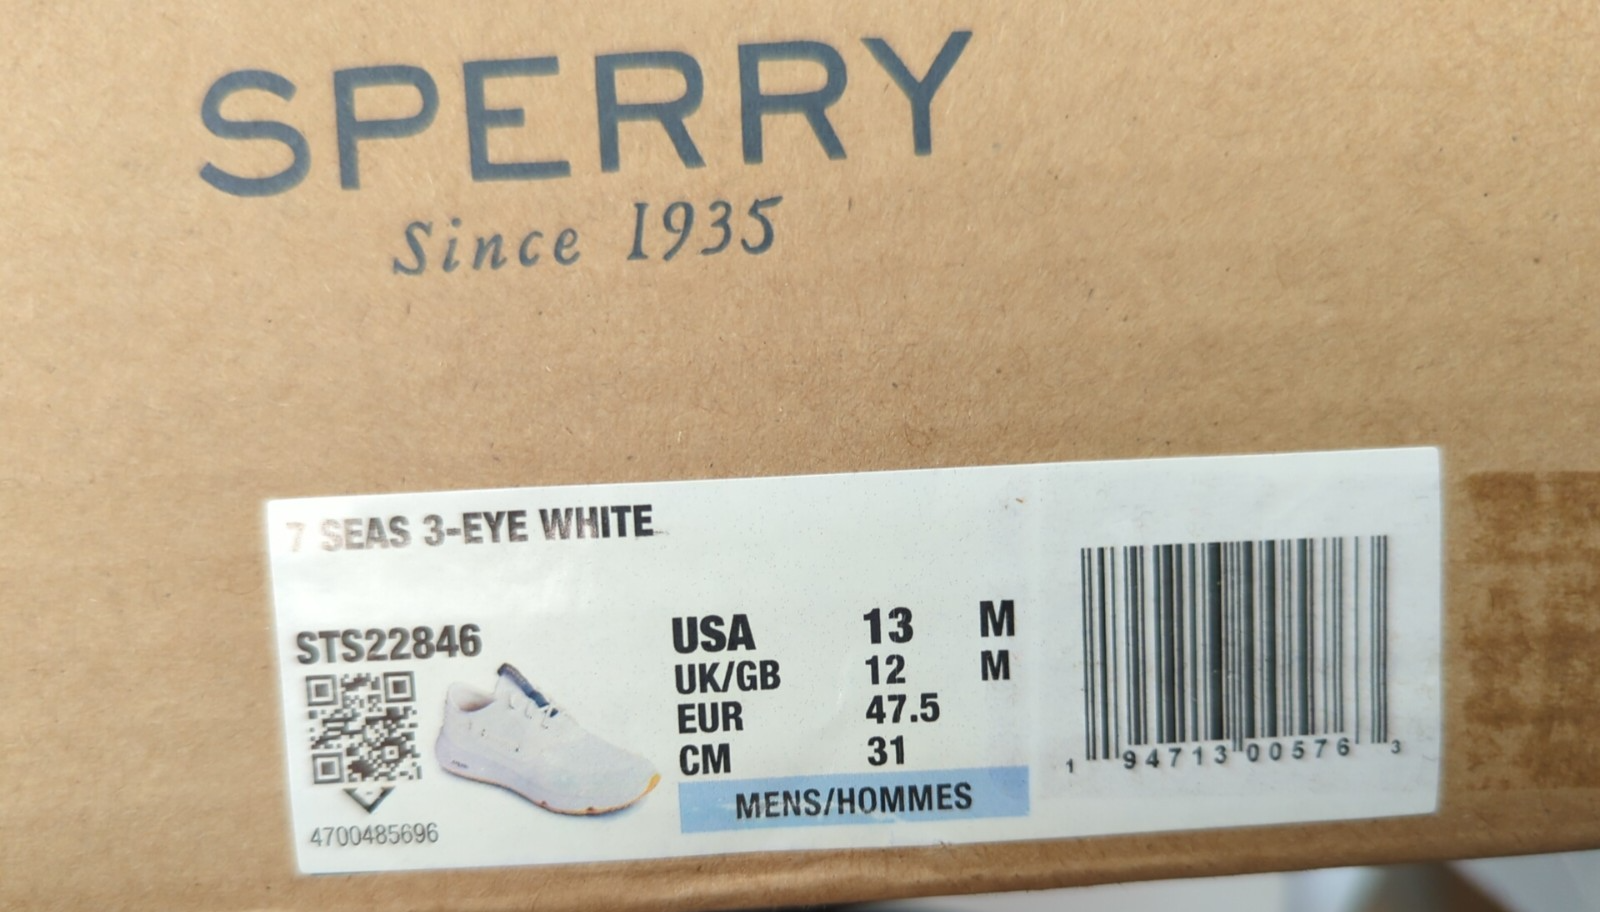 SPERRY
Since 1935
7 SEAS 3-EYE WHITE
STS22846
4700485696
USA 13 M
UK/GB 12 M
EUR 47.5
CM 31
MENS/HOMMES
1 94713 00576 3